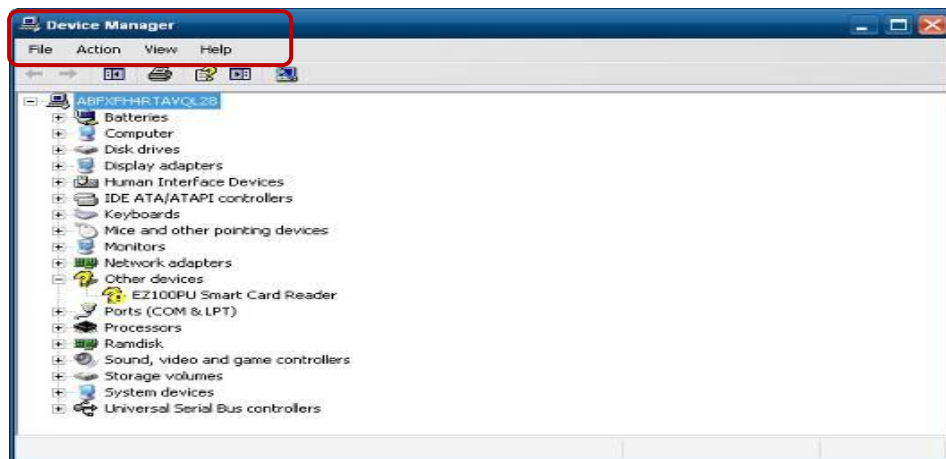 Device Manager
File Action View Help
ABFXFH4RTAVQL28
Batteries
Computer
Disk drives
Display adapters
Human Interface Devices
IDE ATA/ATAPI controllers
Keyboards
Mice and other pointing devices
Monitors
Network adapters
Other devices
EZ100PU Smart Card Reader
Ports (COM & LPT)
Processors
Ramdisk
Sound, video and game controllers
Storage volumes
System devices
Universal Serial Bus controllers